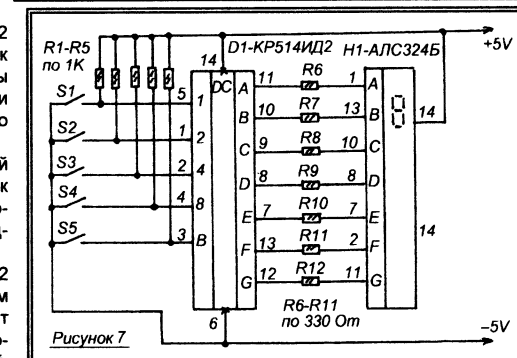 D1-КР514ИД2
Н1-АЛС324Б
+5V
R1-R5
по 1К
14
DC
S1
5
1
A
11
R6
1
A
S2
1
2
B
10
R7
13
B
14
S3
2
4
C
9
R8
10
C
S4
4
8
D
8
R9
8
D
S5
3
B
E
7
R10
7
E
F
13
R11
2
F
14
G
12
R12
11
G
6
R6-R11
по 330 От
Рисунок 7
–5V